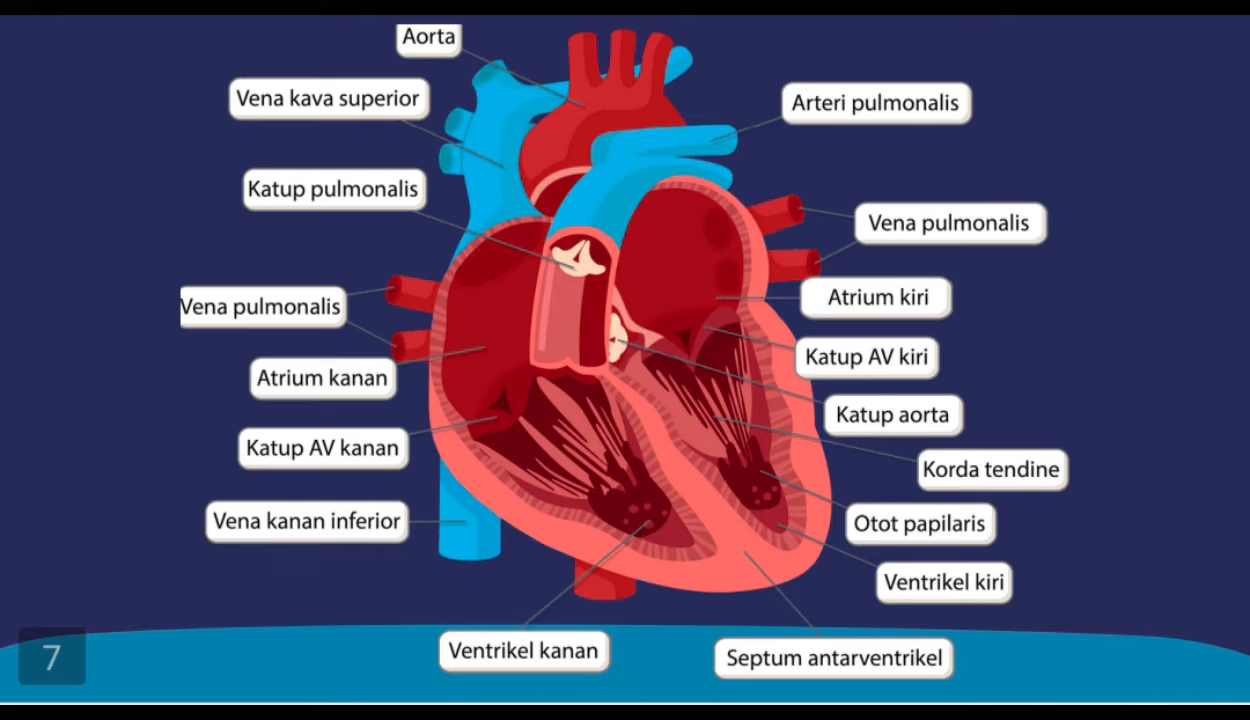 Aorta
Vena kava superior
Arteri pulmonalis
Katup pulmonalis
Vena pulmonalis
Vena pulmonalis
Atrium kiri
Katup AV kiri
Atrium kanan
Katup aorta
Katup AV kanan
Korda tendine
Vena kanan inferior
Otot papilaris
Ventrikel kiri
Ventrikel kanan
Septum antarventrikel
7